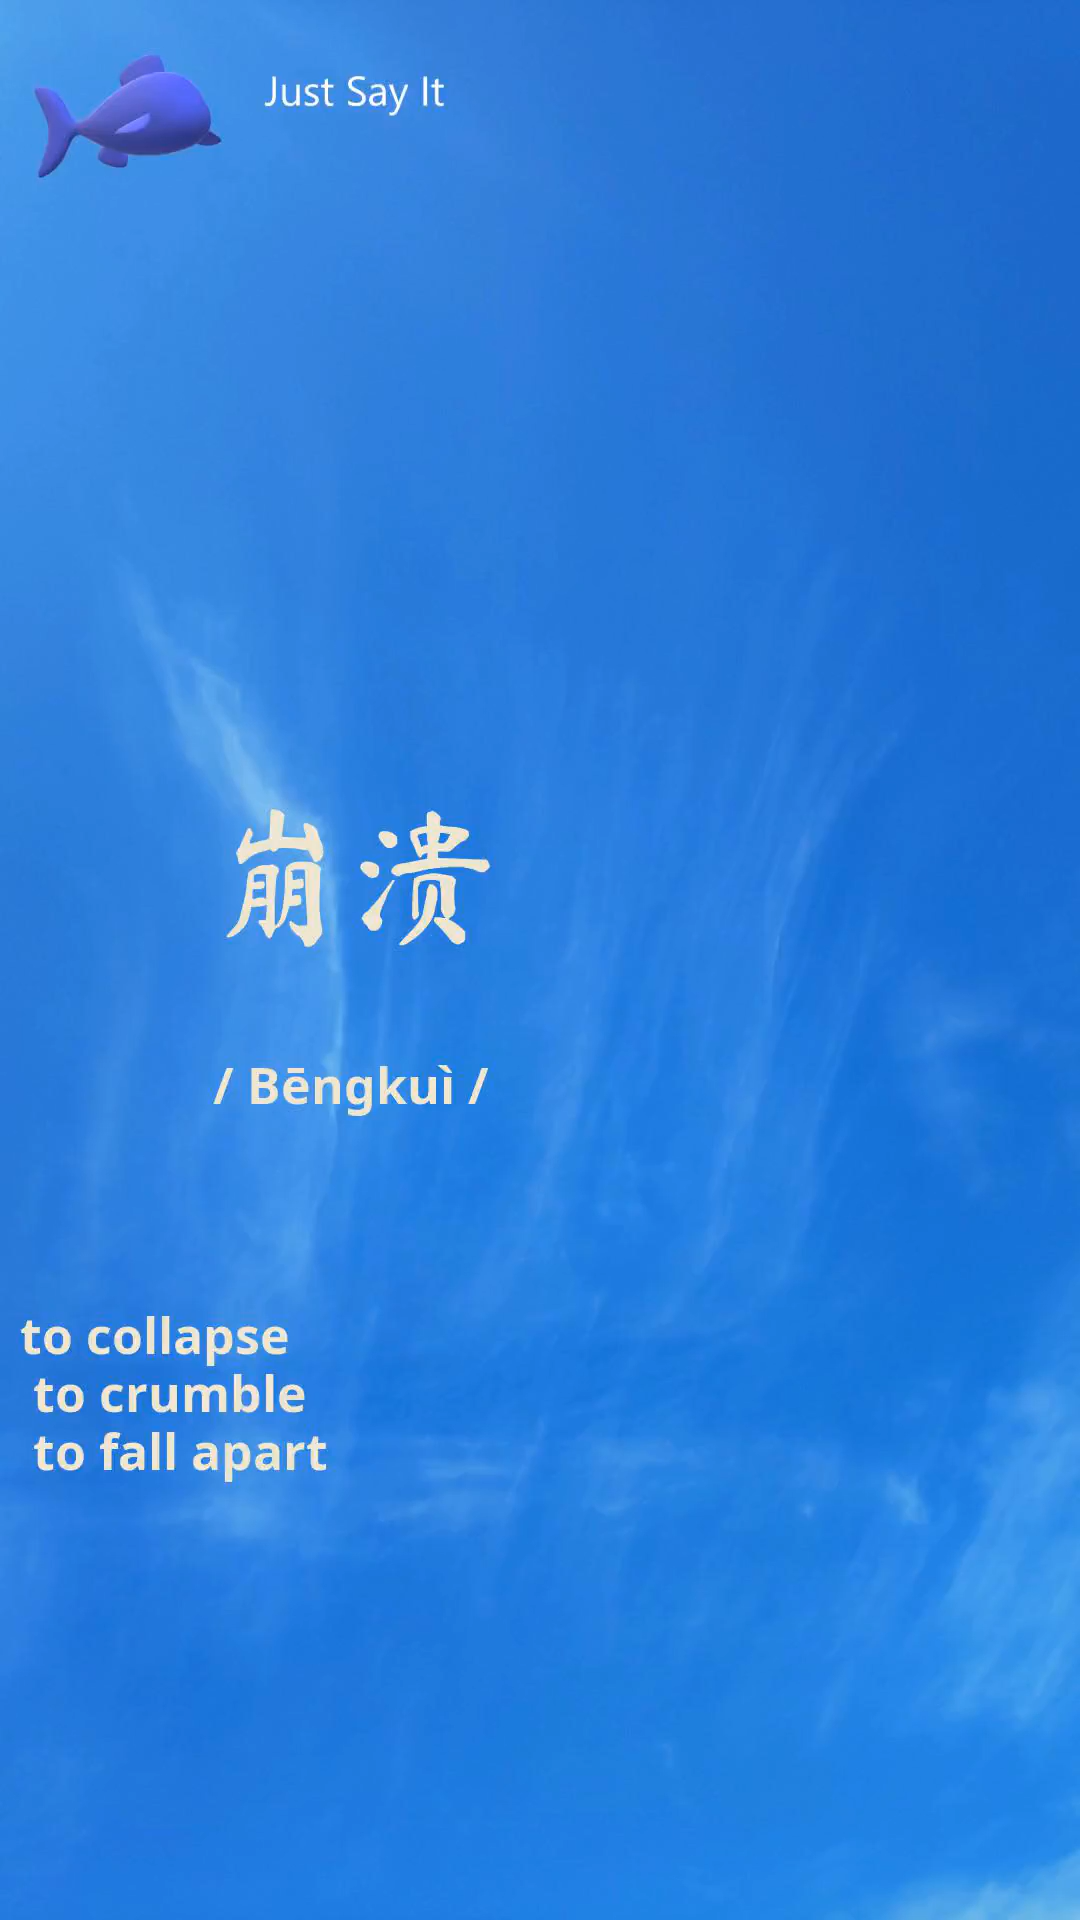 Just Say It
崩溃
/ Bēngkuì /
to collapse
to crumble
to fall apart